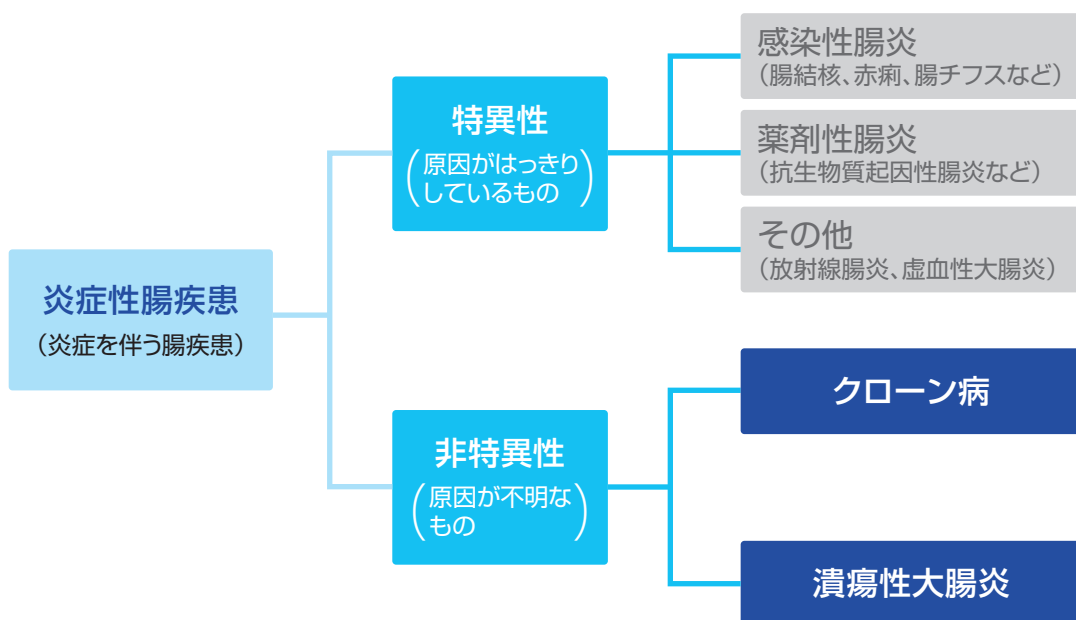 炎症性腸疾患
（炎症を伴う腸疾患）
特異性
（原因がはっきり
しているもの）
感染性腸炎
（腸結核、赤痢、腸チフスなど）
薬剤性腸炎
（抗生物質起因性腸炎など）
その他
（放射線腸炎、虚血性大腸炎）
非特異性
（原因が不明な
もの）
クローン病
潰瘍性大腸炎